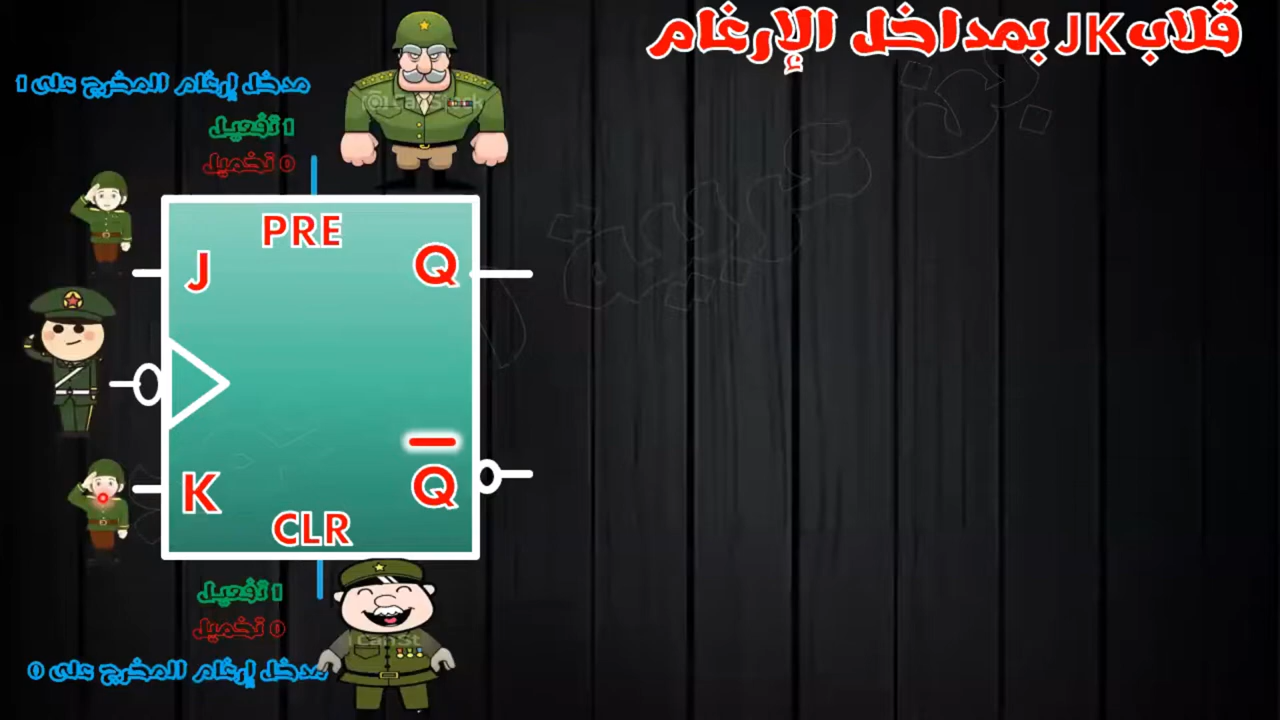 قلاب JK بمداخل الإرغام
مدخل إرغام المخرج على 1
1 تفعيل
0 تخميل
PRE
J
Q
K
Q
CLR
1 تفعيل
0 تخميل
مدخل إرغام المخرج على 0